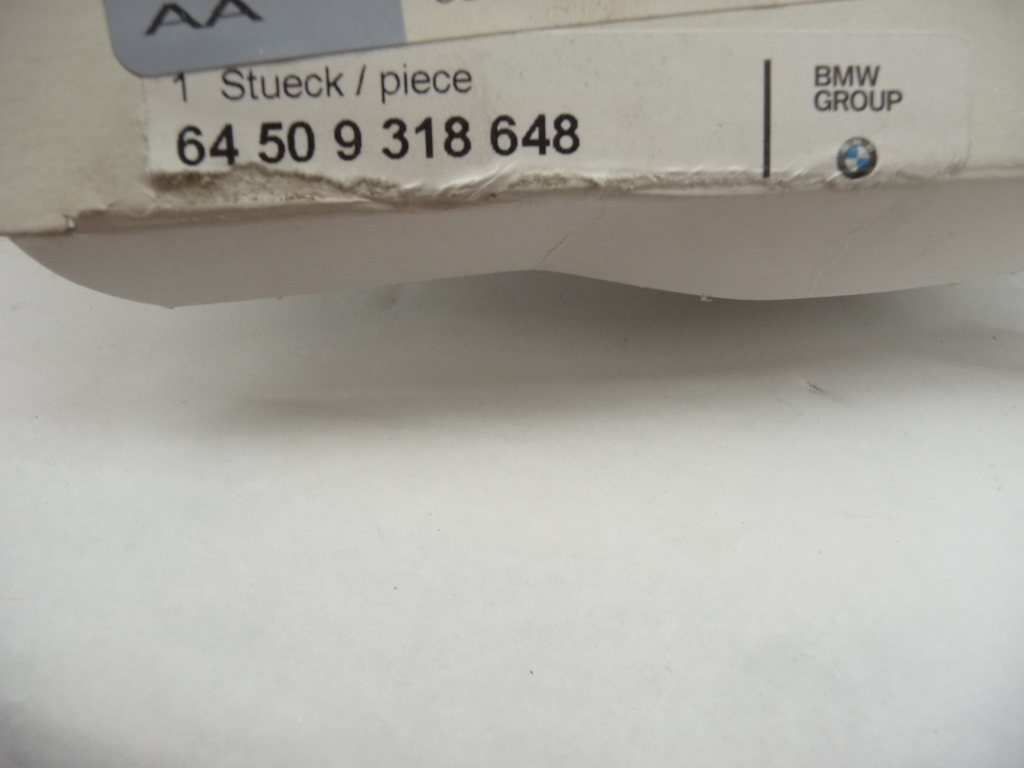 AA
1 Stueck / piece
64 50 9 318 648
BMW
GROUP